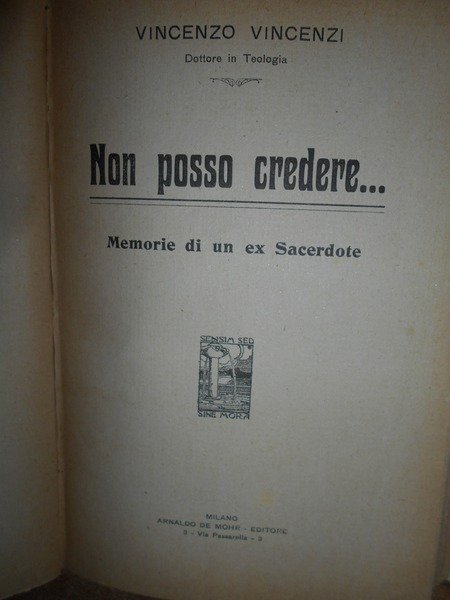 VINCENZO VINCENZI
Dottore in Teologia
Non posso credere...
Memorie di un ex Sacerdote
SENSIM SED
SINE MORA
MILANO
ARNALDO DE MOHR - EDITORE
3 - Via Passarella - 3